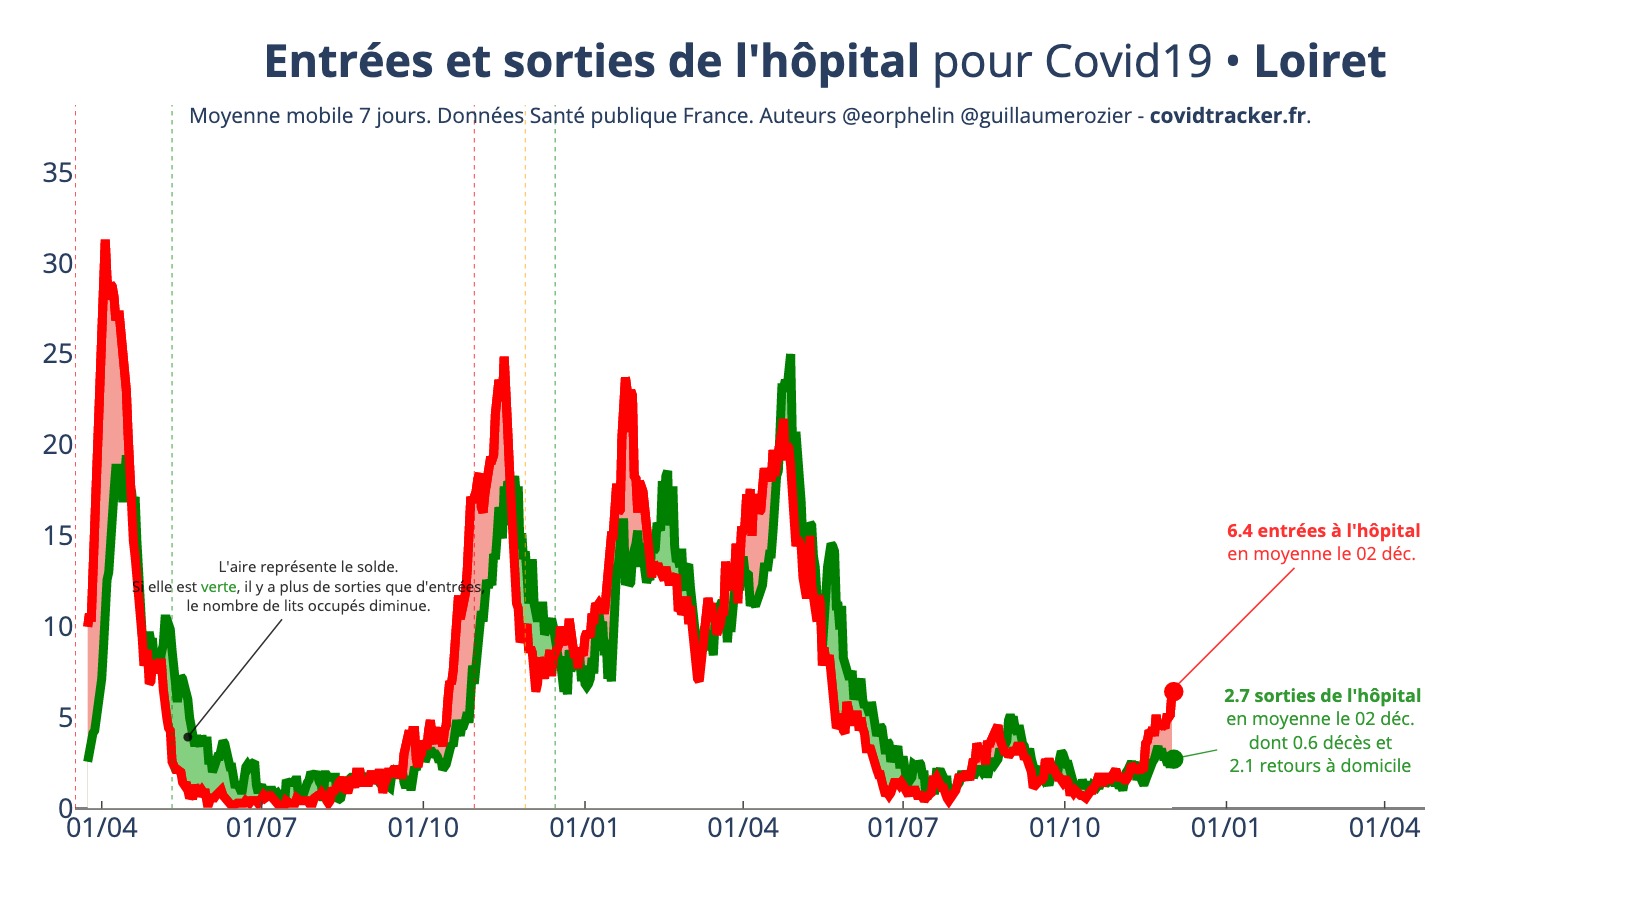 Entrées et sorties de l'hôpital pour Covid19 • Loiret
Moyenne mobile 7 jours. Données Santé publique France. Auteurs @eorphelin @guillaumerozier - covidtracker.fr.
35
30
25
20
15
10
5
0
L'aire représente le solde.
Si elle est verte, il y a plus de sorties que d'entrées,
le nombre de lits occupés diminue.
6.4 entrées à l'hôpital
en moyenne le 02 déc.
2.7 sorties de l'hôpital
en moyenne le 02 déc.
dont 0.6 décès et
2.1 retours à domicile
01/04 01/07 01/10 01/01 01/04 01/07 01/10 01/01 01/04